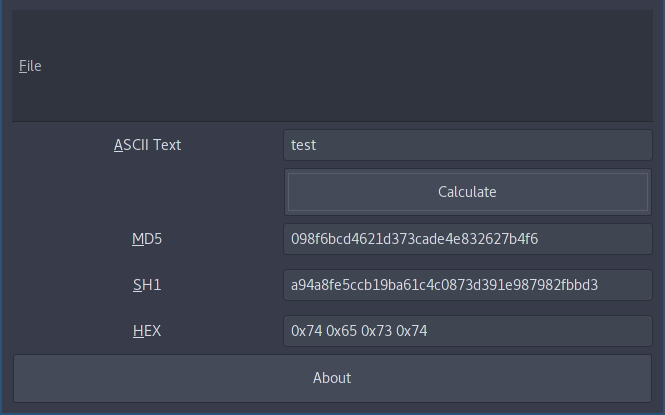 File
ASCII Text test
Calculate
MD5 098f6bcd4621d373cade4e832627b4f6
SH1 a94a8fe5ccb19ba61c4c0873d391e987982fbbd3
HEX 0x74 0x65 0x73 0x74
About